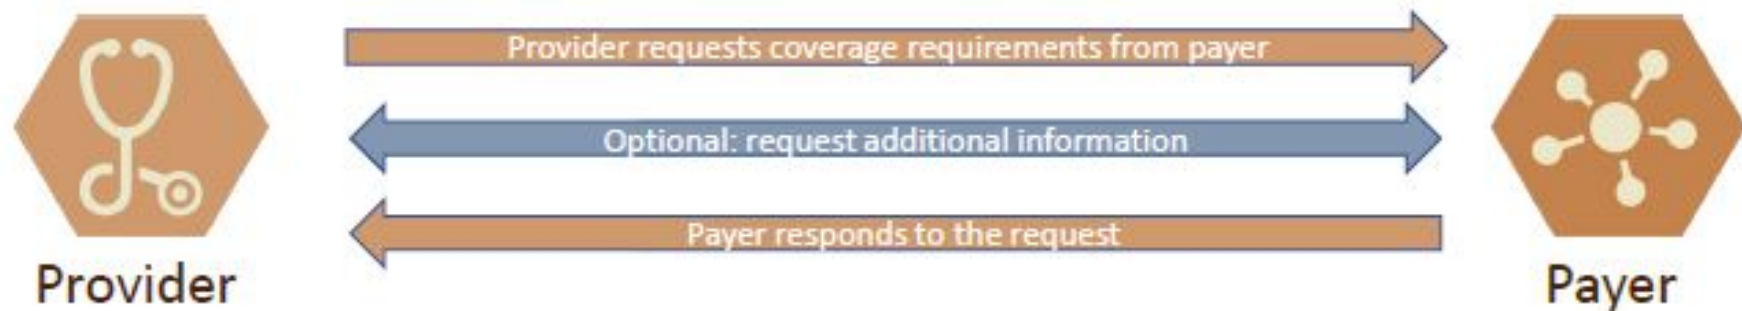 Provider requests coverage requirements from payer
Optional: request additional information
Payer responds to the request
Provider
Payer